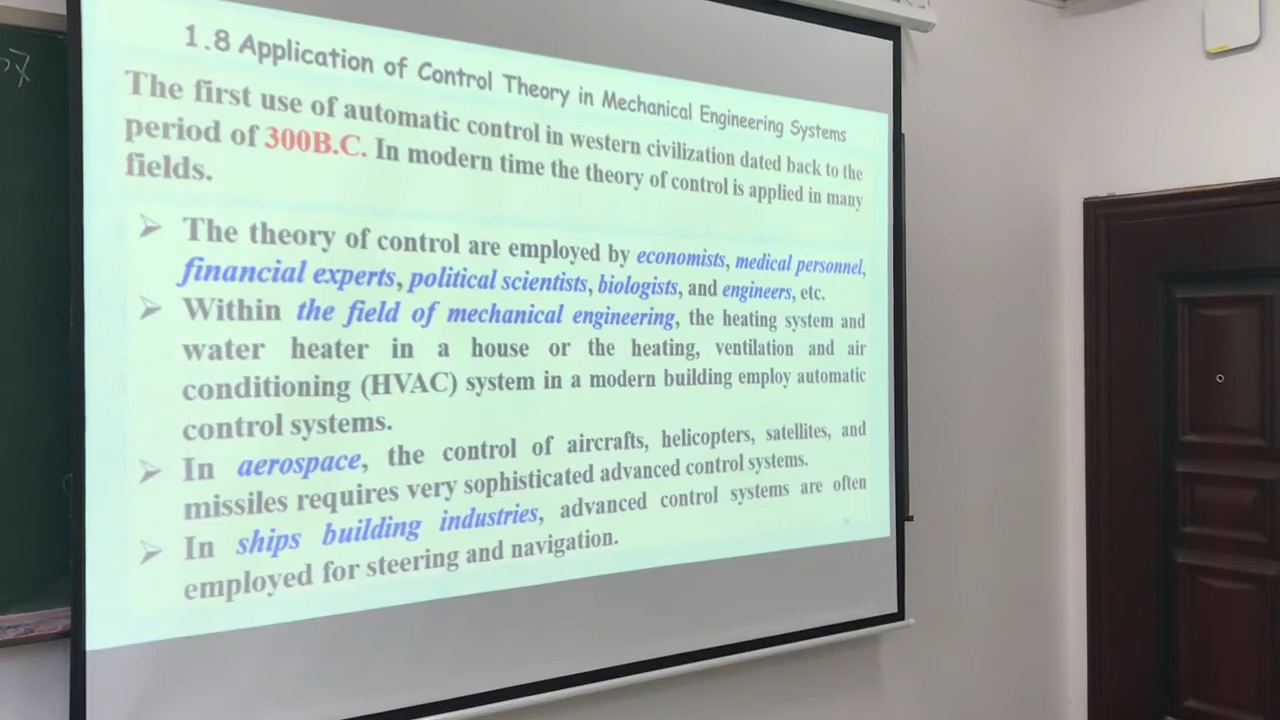 1.8 Application of Control Theory in Mechanical Engineering Systems
The first use of automatic control in western civilization dated back to the
period of 300B.C. In modern time the theory of control is applied in many
fields.
➢ The theory of control are employed by economists, medical personnel,
financial experts, political scientists, biologists, and engineers, etc.
➢ Within the field of mechanical engineering, the heating system and
water heater in a house or the heating, ventilation and air
conditioning (HVAC) system in a modern building employ automatic
control systems.
➢ In aerospace, the control of aircrafts, helicopters, satellites, and
missiles requires very sophisticated advanced control systems.
➢ In ships building industries, advanced control systems are often
employed for steering and navigation.